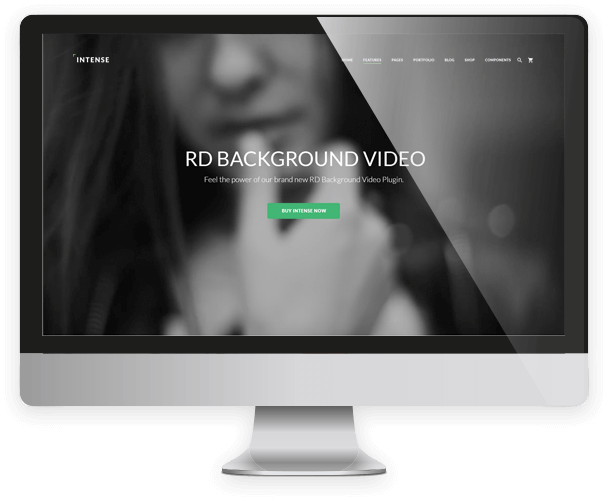 INTENSE
HOME FEATURES PAGES PORTFOLIO BLOG SHOP COMPONENTS
RD BACKGROUND VIDEO
Feel the power of our brand new RD Background Video Plugin.
BUY INTENSE NOW